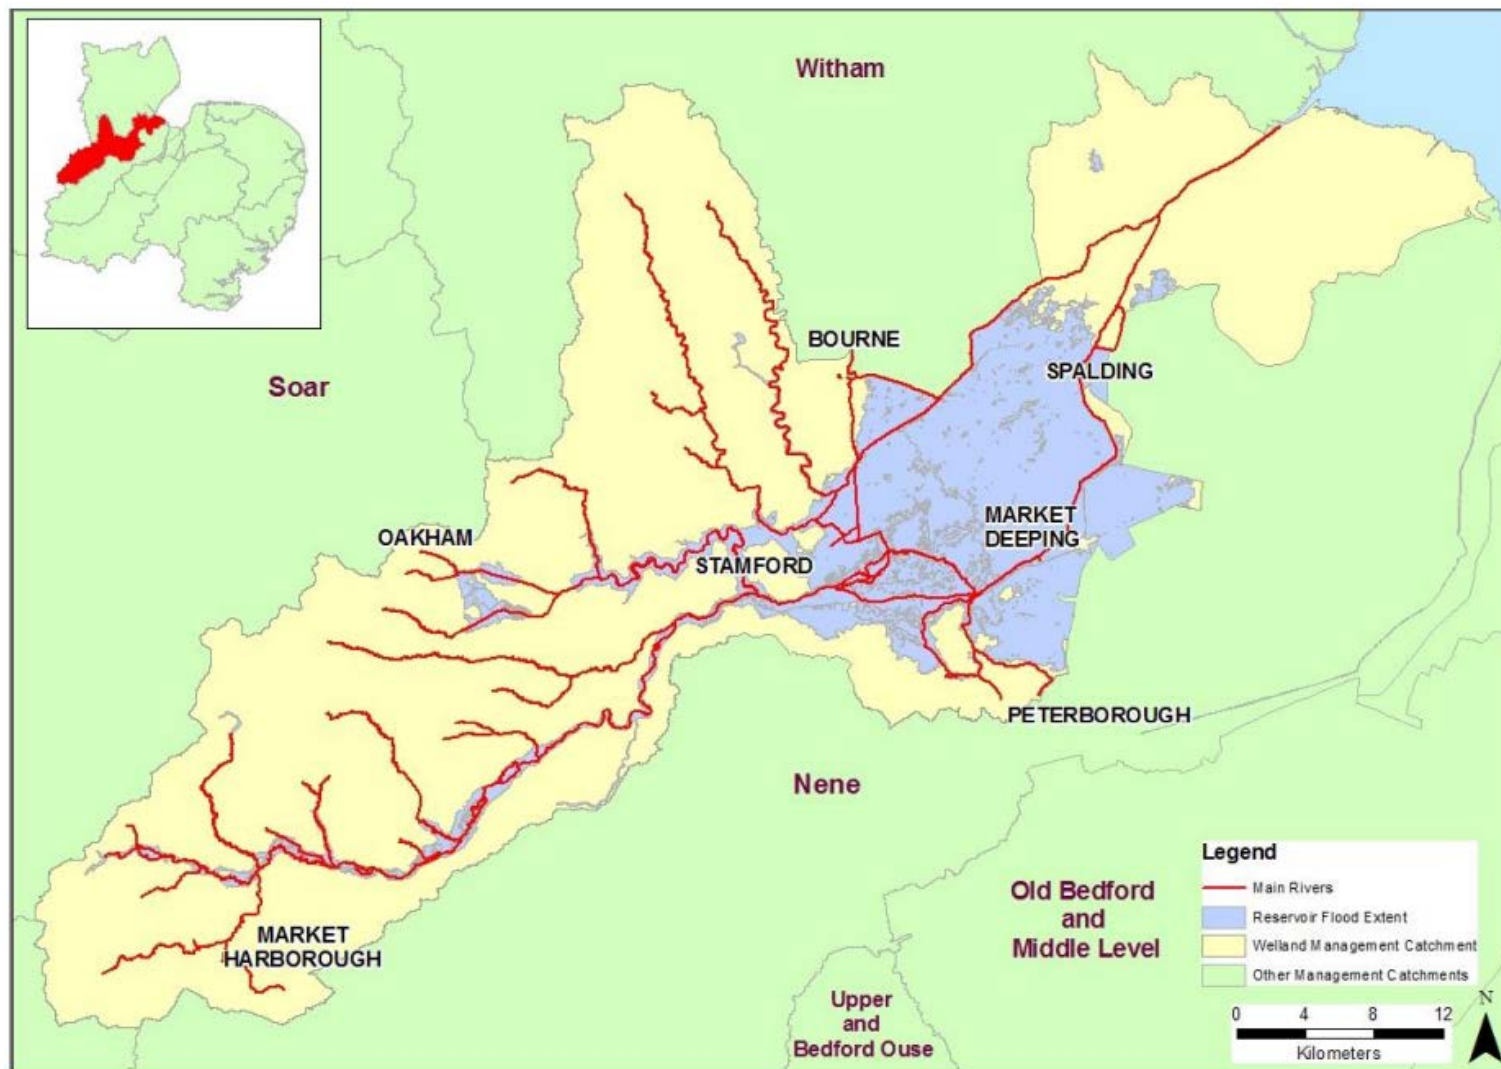 Witham
BOURNE
Soar
SPALDING
MARKET
DEEPING
OAKHAM
STAMFORD
PETERBOROUGH
Nene
Legend
Main Rivers
Reservoir Flood Extent
Welland Management Catchment
Other Management Catchments
Old Bedford
and
Middle Level
MARKET
HARBOROUGH
Upper
and
Bedford Ouse
N
0 4 8 12
Kilometers